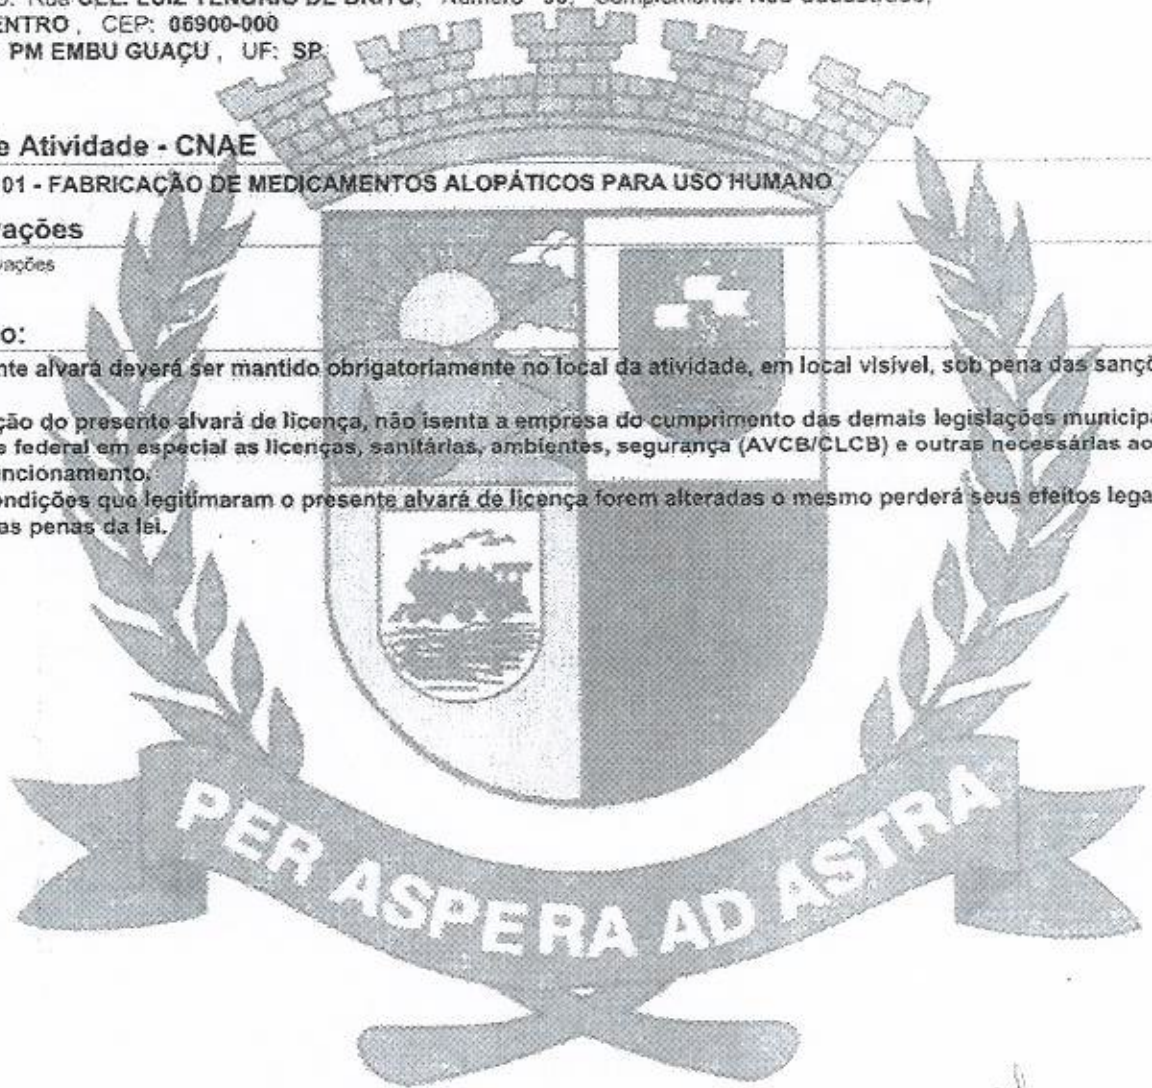 Rua CEL. LUIZ TENÓRIO DE BRITO, Número 90, Complemento: Não cadastrado,
ENTRO , CEP: 06900-000
PM EMBU GUAÇU , UF: SP
e Atividade - CNAE
01 - FABRICAÇÃO DE MEDICAMENTOS ALOPÁTICOS PARA USO HUMANO
ações
vações
o:
nte alvará deverá ser mantido obrigatoriamente no local da atividade, em local visível, sob pena das sançõ
ção do presente alvará de licença, não isenta a empresa do cumprimento das demais legislações municipa
e federal em especial as licenças, sanitárias, ambientes, segurança (AVCB/CLCB) e outras necessárias ao
uncionamento.
ondições que legitimaram o presente alvará de licença forem alteradas o mesmo perderá seus efeitos lega
as penas da lei.
PER ASPERA AD ASTRA